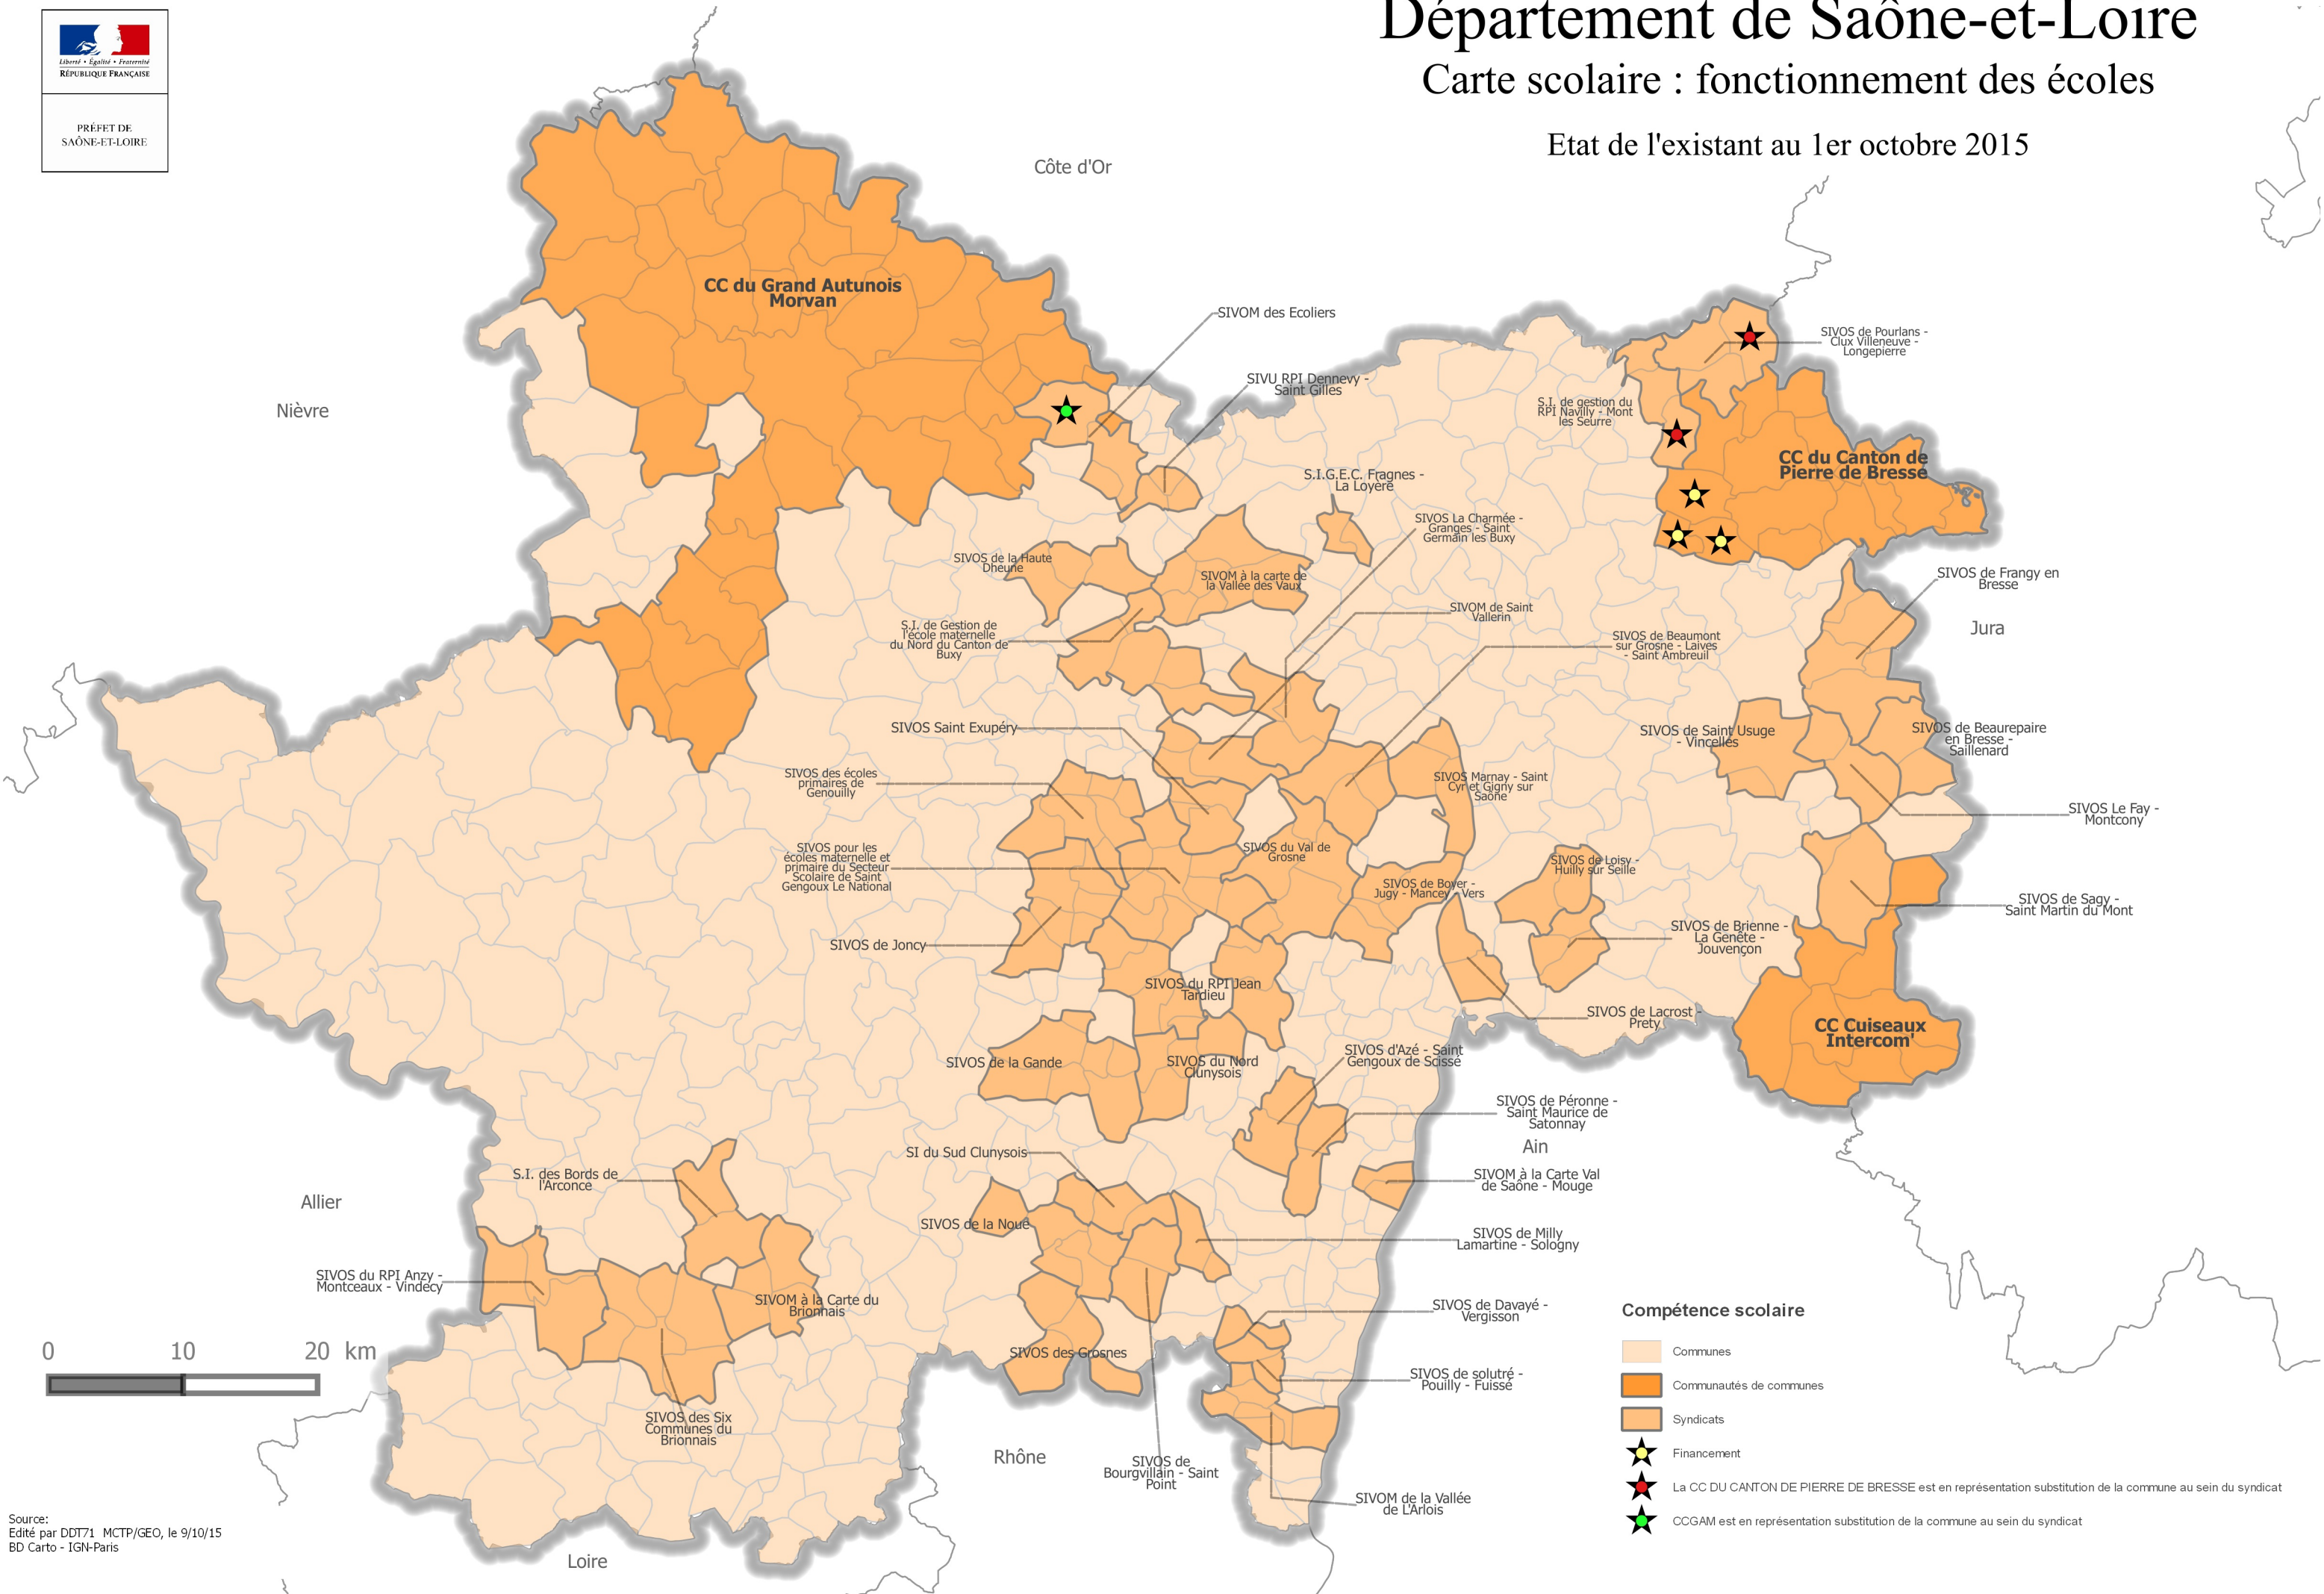 Liberté • Égalité • Fraternité
RÉPUBLIQUE FRANÇAISE
PRÉFET DE
SAÔNE-ET-LOIRE
Département de Saône-et-Loire
Carte scolaire : fonctionnement des écoles
Etat de l'existant au 1er octobre 2015
Côte d'Or
CC du Grand Autunois
Morvan
SIVOM des Ecoliers
SIVOS de Pourlans -
Clux Villeneuve -
Longepierre
SIVU RPI Dennevy -
Saint Gilles
Nièvre
S.I. de gestion du
RPI Navilly - Mont
les Seurre
CC du Canton de
Pierre de Bresse
S.I.G.E.C. Fragnes -
La Loyère
SIVOS La Charmée -
Granges - Saint
Germain les Buxy
SIVOS de la Haute
Dheune
SIVOM à la carte de
la Vallée des Vaux
SIVOS de Frangy en
Bresse
SIVOM de Saint
Vallerin
Jura
S.I. de Gestion de
l'école maternelle
du Nord du Canton de
Buxy
SIVOS de Beaumont
sur Grosne - Laives
- Saint Ambreuil
SIVOS Saint Exupéry
SIVOS de Saint Usuge
- Vincelles
SIVOS de Beaurepaire
en Bresse -
Saillenard
SIVOS des écoles
primaires de
Genouilly
SIVOS Marnay - Saint
Cyr et Gigny sur
Saône
SIVOS Le Fay -
Montcony
SIVOS pour les
écoles maternelle et
primaire du Secteur
Scolaire de Saint
Gengoux Le National
SIVOS du Val de
Grosne
SIVOS de Loisy -
Huilly sur Seille
SIVOS de Boyer -
Jugy - Mancey - Vers
SIVOS de Sagy -
Saint Martin du Mont
SIVOS de Joncy
SIVOS de Brienne -
La Genête -
Jouvençon
SIVOS du RPI Jean
Tardieu
SIVOS de Lacrost -
Prety
CC Cuiseaux
Intercom'
SIVOS de la Gande
SIVOS du Nord
Clunysois
SIVOS d'Azé - Saint
Gengoux de Scissé
SIVOS de Péronne -
Saint Maurice de
Satonnay
Ain
SI du Sud Clunysois
S.I. des Bords de
l'Arconce
SIVOM à la Carte Val
de Saône - Mouge
Allier
SIVOS de la Noue
SIVOS de Milly
Lamartine - Sologny
SIVOS du RPI Anzy -
Montceaux - Vindecy
SIVOM à la Carte du
Brionnais
SIVOS de Davayé -
Vergisson
0 10 20 km
SIVOS des Grosnes
SIVOS de solutré -
Pouilly - Fuissé
SIVOS des Six
Communes du
Brionnais
Rhône
SIVOS de
Bourgvillain - Saint
Point
SIVOM de la Vallée
de L'Arlois
Loire
Compétence scolaire
Communes
Communautés de communes
Syndicats
Financement
La CC DU CANTON DE PIERRE DE BRESSE est en représentation substitution de la commune au sein du syndicat
CCGAM est en représentation substitution de la commune au sein du syndicat
Source:
Edité par DDT71 MCTP/GEO, le 9/10/15
BD Carto - IGN-Paris